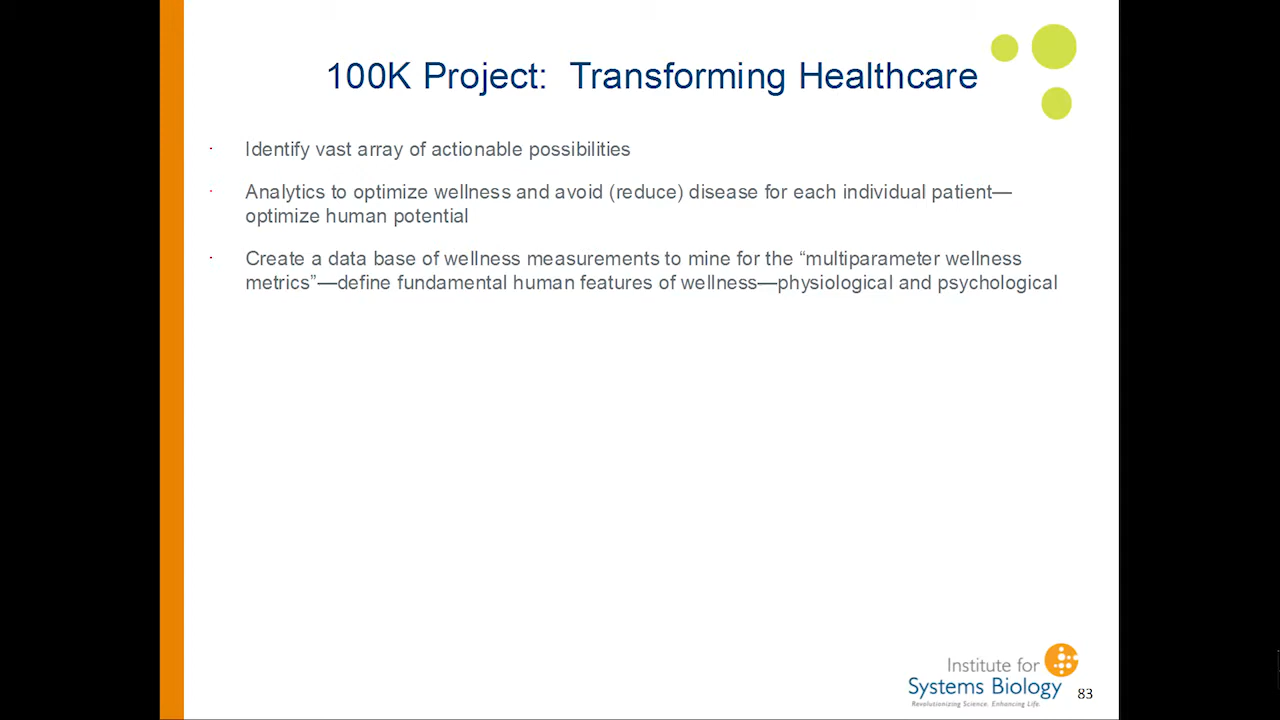 100K Project: Transforming Healthcare
· Identify vast array of actionable possibilities
· Analytics to optimize wellness and avoid (reduce) disease for each individual patient—
optimize human potential
· Create a data base of wellness measurements to mine for the “multiparameter wellness
metrics”—define fundamental human features of wellness—physiological and psychological
Institute for
Systems Biology
Revolutionizing Science. Enhancing Life.
83